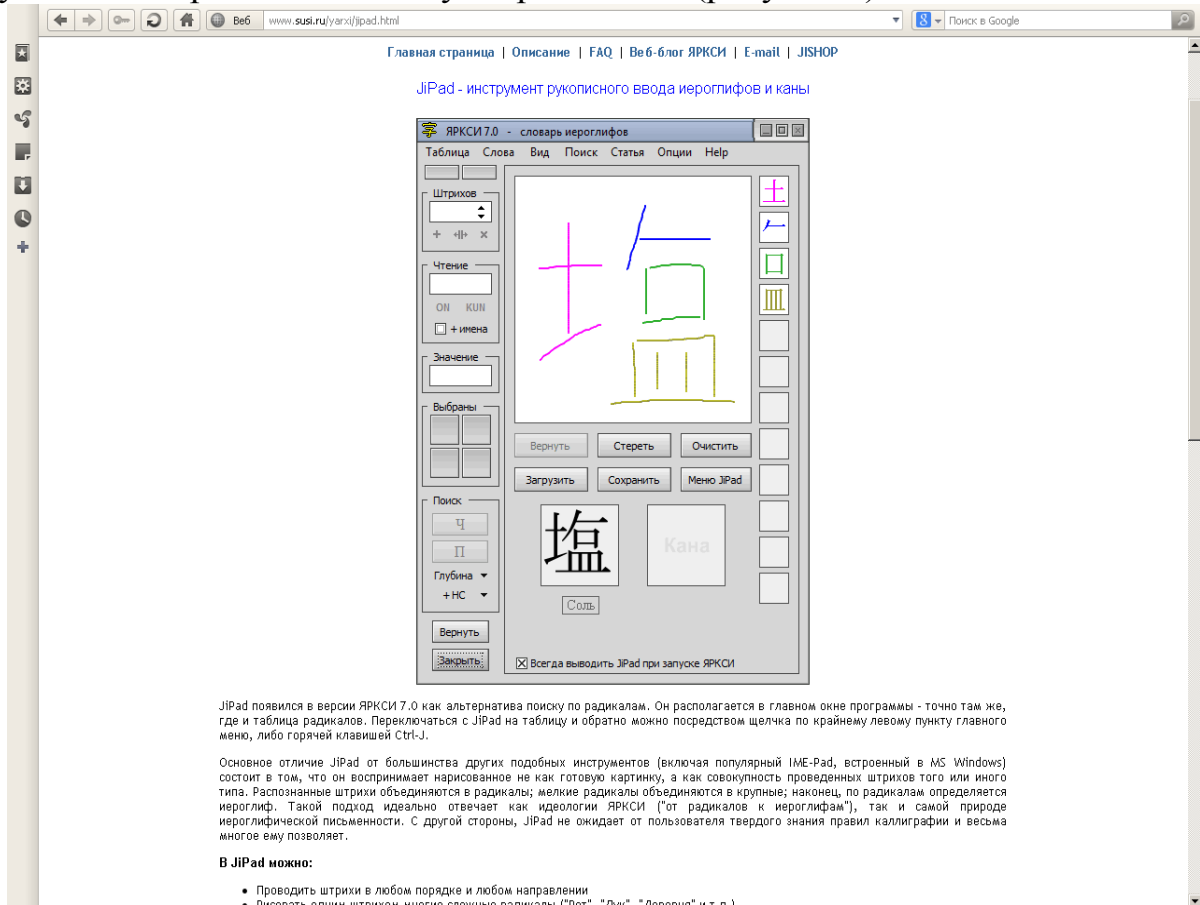 Веб www.susi.ru/yarxi/jipad.html Поиск в Google
Главная страница | Описание | FAQ | Веб-блог ЯРКСИ | E-mail | JISHOP
JiPad - инструмент рукописного ввода иероглифов и каны
字 ЯРКСИ 7.0 - словарь иероглифов
Таблица Слова Вид Поиск Статья Опции Help
Штрихов
土
𠂉
口
皿
Чтение
ON KUN
+ имена
Значение
Выбраны
Вернуть Стереть Очистить
Загрузить Сохранить Меню JiPad
Поиск
Ч
П
Глубина
+НС
塩 Кана
Соль
Вернуть
Закрыть
Всегда выводить JiPad при запуске ЯРКСИ
JiPad появился в версии ЯРКСИ 7.0 как альтернатива поиску по радикалам. Он располагается в главном окне программы - точно там же,
где и таблица радикалов. Переключаться с JiPad на таблицу и обратно можно посредством щелчка по крайнему левому пункту главного
меню, либо горячей клавишей Ctrl-J.
Основное отличие JiPad от большинства других подобных инструментов (включая популярный IME-Pad, встроенный в MS Windows)
состоит в том, что он воспринимает нарисованное не как готовую картинку, а как совокупность проведенных штрихов того или иного
типа. Распознанные штрихи объединяются в радикалы; мелкие радикалы объединяются в крупные; наконец, по радикалам определяется
иероглиф. Такой подход идеально отвечает как идеологии ЯРКСИ ("от радикалов к иероглифам"), так и самой природе
иероглифической письменности. С другой стороны, JiPad не ожидает от пользователя твердого знания правил каллиграфии и весьма
многое ему позволяет.
В JiPad можно:
• Проводить штрихи в любом порядке и любом направлении